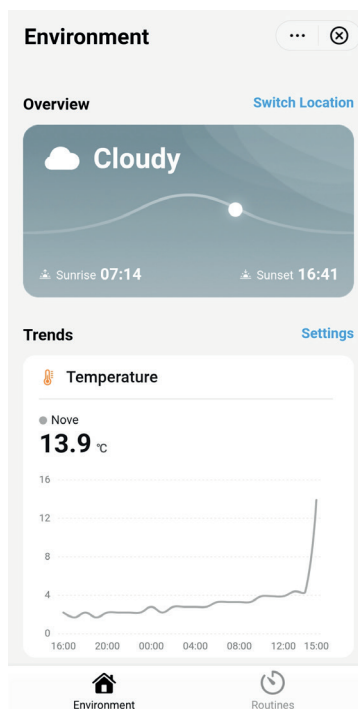 Environment
Overview
Switch Location
Cloudy
Sunrise 07:14
Sunset 16:41
Trends
Settings
Temperature
Nove
13.9 °C
16
12
8
4
0
16:00 20:00 00:00 04:00 08:00 12:00 15:00
Environment
Routines